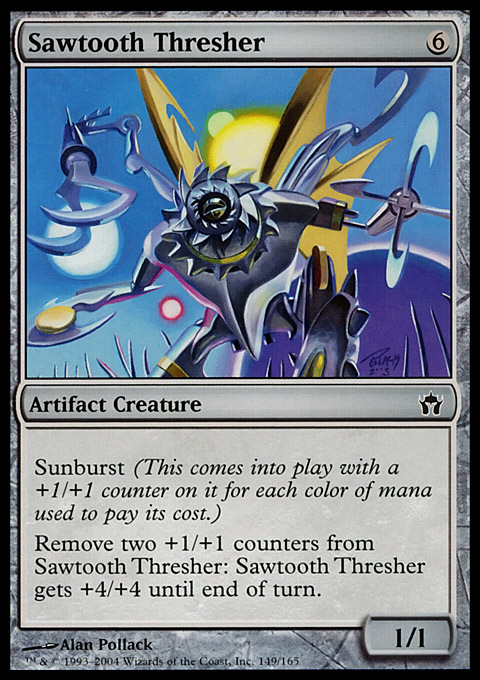 Sawtooth Thresher 6
Artifact Creature
Sunburst (This comes into play with a
+1/+1 counter on it for each color of mana
used to pay its cost.)
Remove two +1/+1 counters from
Sawtooth Thresher: Sawtooth Thresher
gets +4/+4 until end of turn.
Alan Pollack
1/1
™ & © 1993-2004 Wizards of the Coast, Inc. 149/165